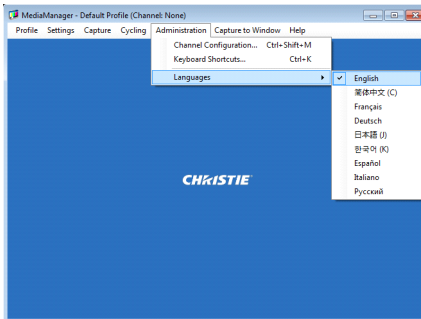 MediaManager - Default Profile (Channel: None)
Profile Settings Capture Cycling Administration Capture to Window Help
Channel Configuration... Ctrl+Shift+M
Keyboard Shortcuts... Ctrl+K
Languages
English
简体中文 (C)
Français
Deutsch
日本語 (J)
한국어 (K)
Español
Italiano
Русский
CHRISTIE